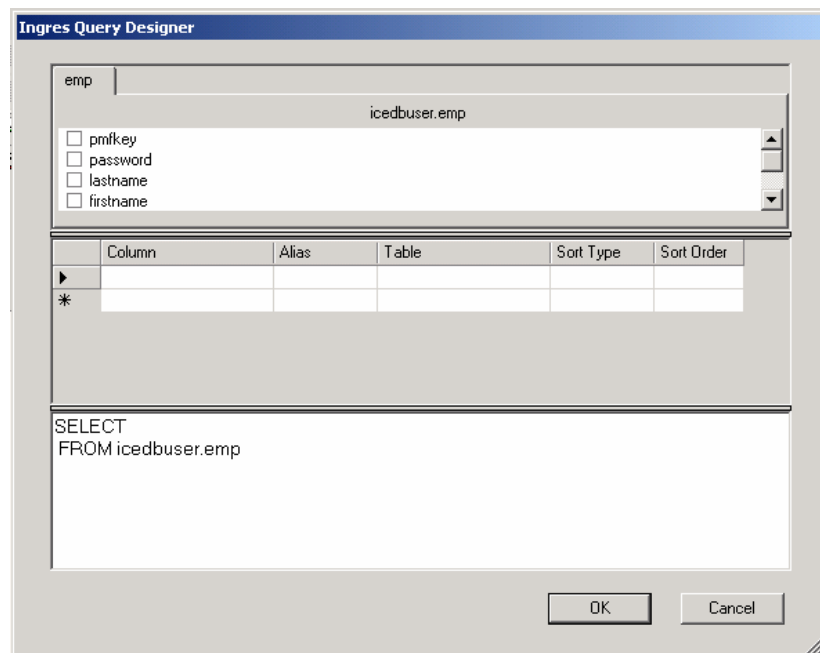 Ingres Query Designer
emp
icedbuser.emp
pmfkey
password
lastname
firstname
Column Alias Table Sort Type Sort Order
SELECT
FROM icedbuser.emp
OK Cancel